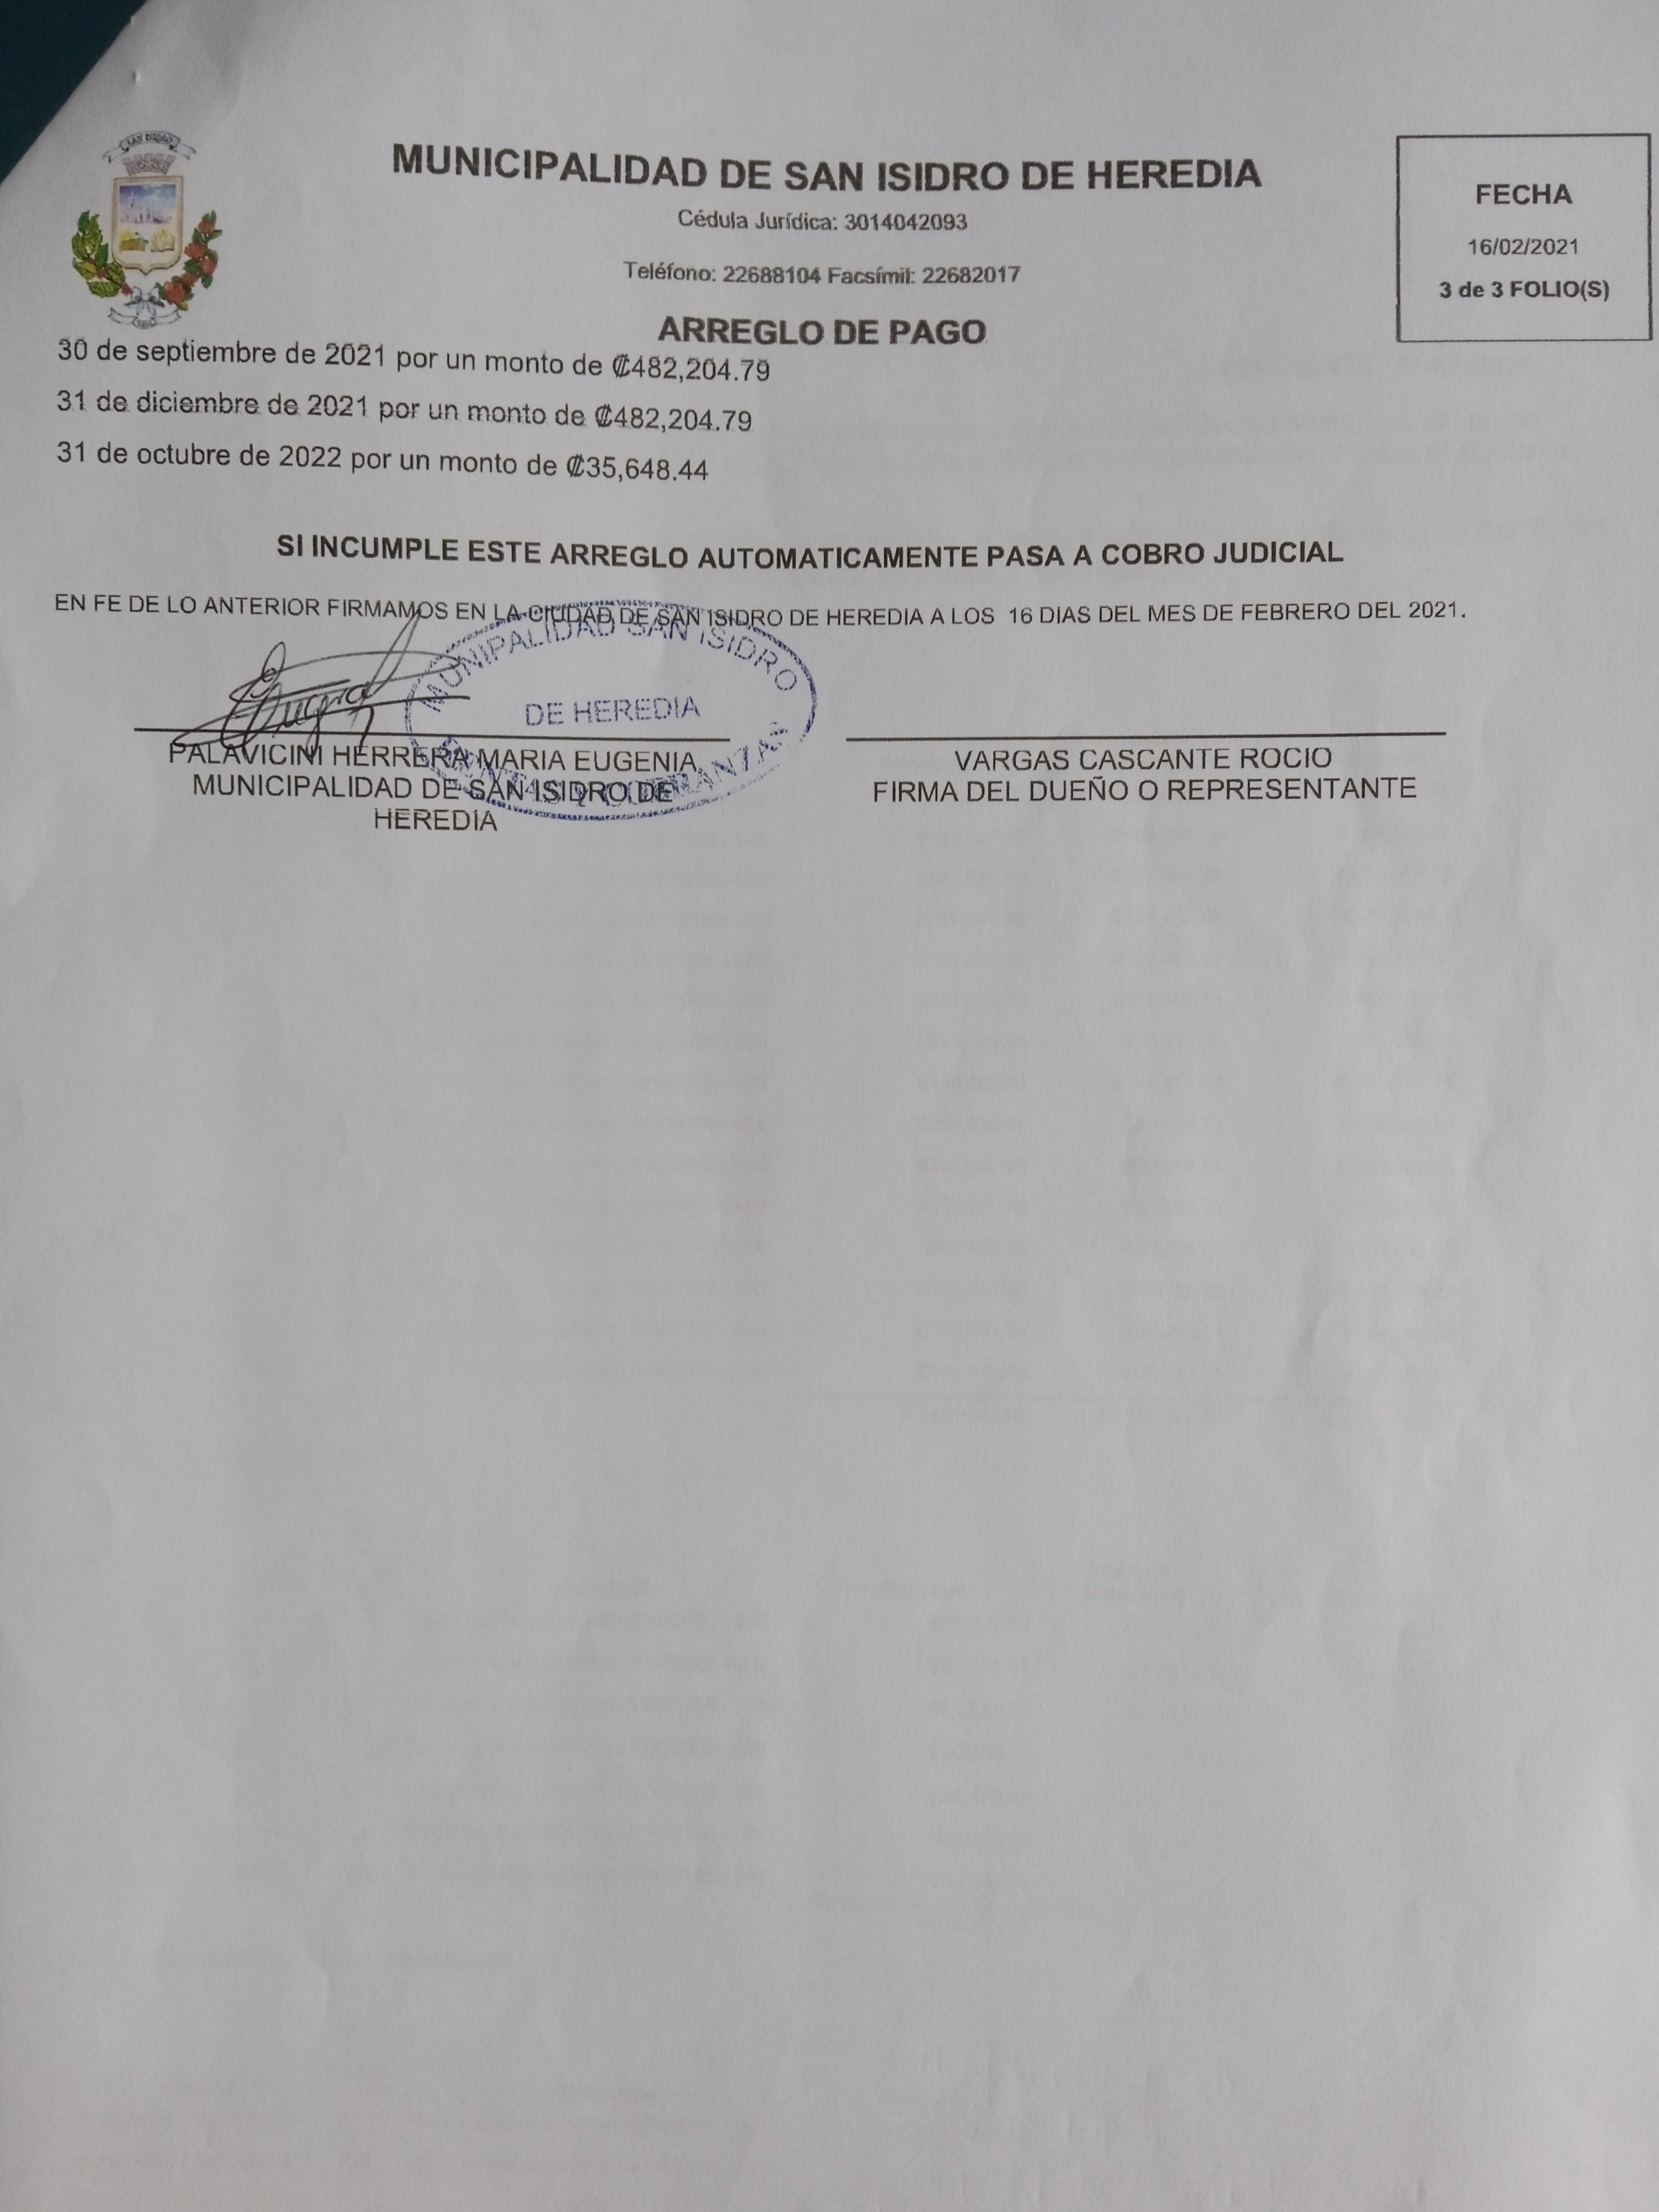 SAN ISIDRO
MUNICIPALIDAD DE SAN ISIDRO DE HEREDIA
Cédula Jurídica: 3014042093
Teléfono: 22688104 Facsímil: 22682017
ARREGLO DE PAGO
FECHA
16/02/2021
3 de 3 FOLIO(S)
30 de septiembre de 2021 por un monto de ₡482,204.79
31 de diciembre de 2021 por un monto de ₡482,204.79
31 de octubre de 2022 por un monto de ₡35,648.44
SI INCUMPLE ESTE ARREGLO AUTOMATICAMENTE PASA A COBRO JUDICIAL
EN FE DE LO ANTERIOR FIRMAMOS EN LA CIUDAD DE SAN ISIDRO DE HEREDIA A LOS 16 DIAS DEL MES DE FEBRERO DEL 2021.
MUNIPALIDAD SAN ISIDRO
DE HEREDIA
PALAVICINI HERRERA MARIA EUGENIA,
MUNICIPALIDAD DE SAN ISIDRO DE
HEREDIA
VARGAS CASCANTE ROCIO
FIRMA DEL DUEÑO O REPRESENTANTE